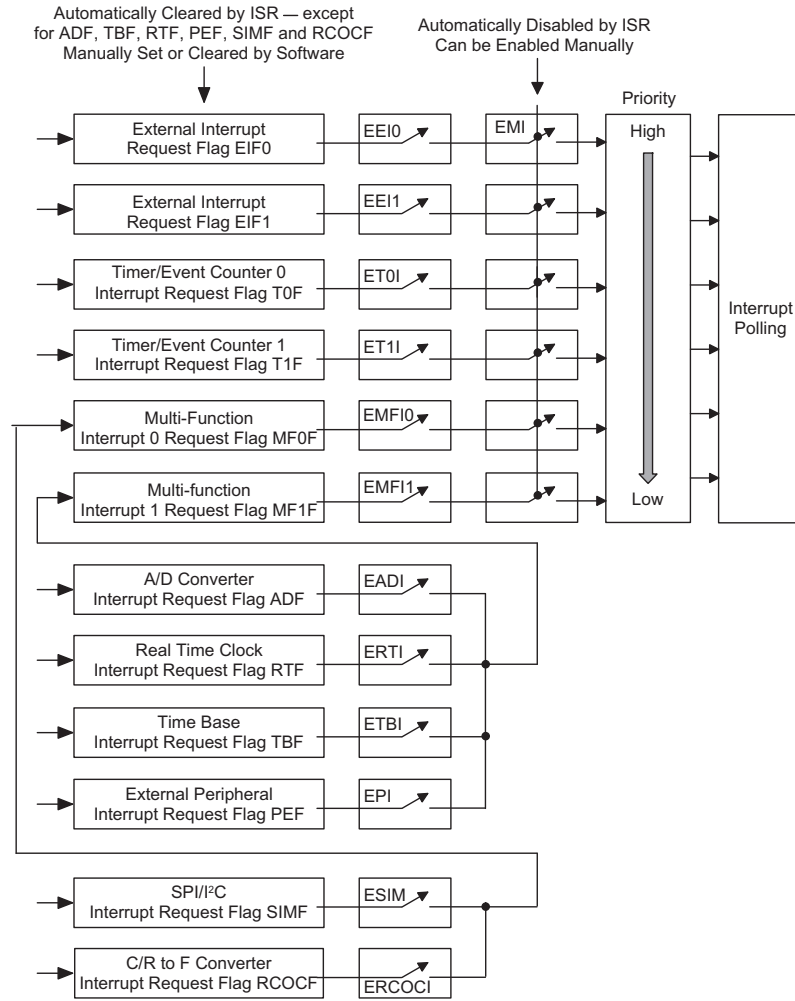 Automatically Cleared by ISR — except
for ADF, TBF, RTF, PEF, SIMF and RCOCF
Manually Set or Cleared by Software
Automatically Disabled by ISR
Can be Enabled Manually
Priority
External Interrupt
Request Flag EIF0
EEI0
EMI
High
External Interrupt
Request Flag EIF1
EEI1
Timer/Event Counter 0
Interrupt Request Flag T0F
ET0I
Interrupt
Polling
Timer/Event Counter 1
Interrupt Request Flag T1F
ET1I
Multi-Function
Interrupt 0 Request Flag MF0F
EMFI0
Multi-function
Interrupt 1 Request Flag MF1F
EMFI1
Low
A/D Converter
Interrupt Request Flag ADF
EADI
Real Time Clock
Interrupt Request Flag RTF
ERTI
Time Base
Interrupt Request Flag TBF
ETBI
External Peripheral
Interrupt Request Flag PEF
EPI
SPI/I²C
Interrupt Request Flag SIMF
ESIM
C/R to F Converter
Interrupt Request Flag RCOCF
ERCOCI